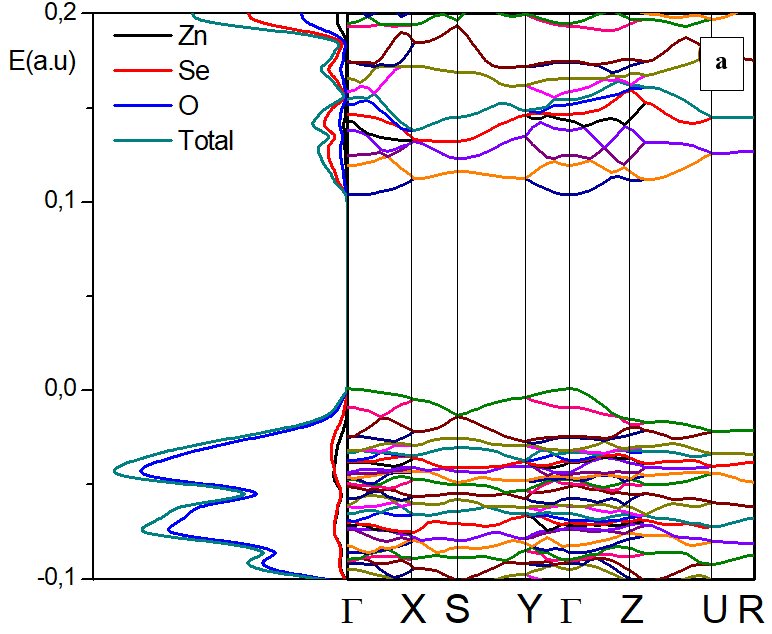 0,2
E(a.u)
0,1
0,0
-0,1
Zn
Se
O
Total
a
Γ X S Y Γ Z U R